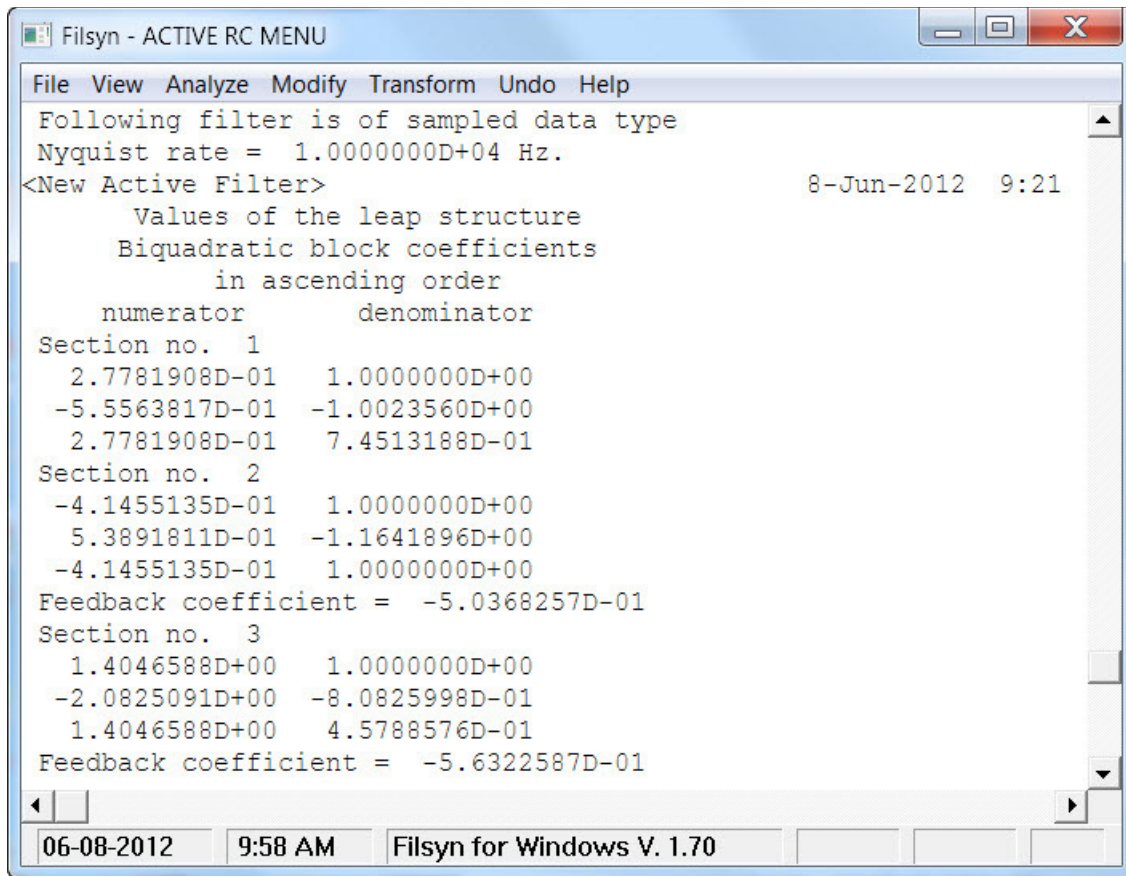 Filsyn - ACTIVE RC MENU
File View Analyze Modify Transform Undo Help
Following filter is of sampled data type
Nyquist rate = 1.0000000D+04 Hz.
<New Active Filter> 8-Jun-2012 9:21
Values of the leap structure
Biquadratic block coefficients
in ascending order
numerator denominator
Section no. 1
2.7781908D-01 1.0000000D+00
-5.5563817D-01 -1.0023560D+00
2.7781908D-01 7.4513188D-01
Section no. 2
-4.1455135D-01 1.0000000D+00
5.3891811D-01 -1.1641896D+00
-4.1455135D-01 1.0000000D+00
Feedback coefficient = -5.0368257D-01
Section no. 3
1.4046588D+00 1.0000000D+00
-2.0825091D+00 -8.0825998D-01
1.4046588D+00 4.5788576D-01
Feedback coefficient = -5.6322587D-01
06-08-2012 9:58 AM Filsyn for Windows V. 1.70